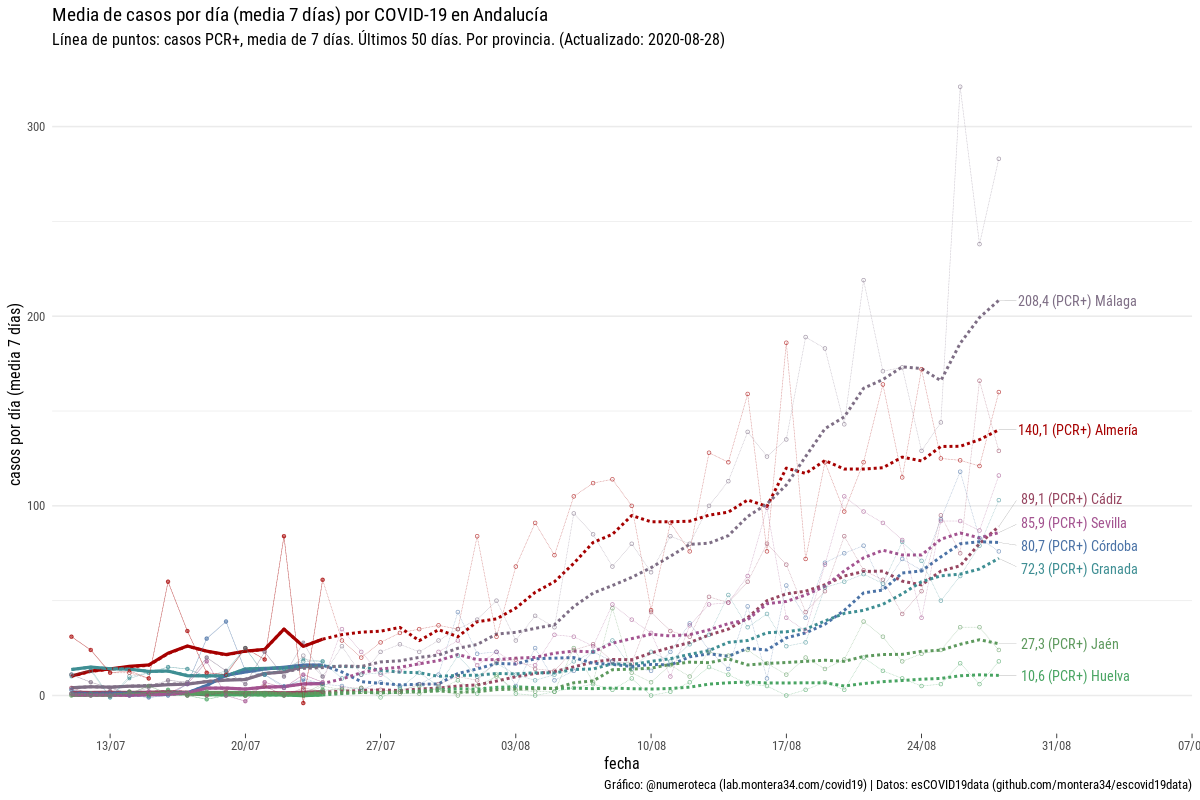 Media de casos por día (media 7 días) por COVID-19 en Andalucía
Línea de puntos: casos PCR+, media de 7 días. Últimos 50 días. Por provincia. (Actualizado: 2020-08-28)
casos por día (media 7 días)
300
200
100
0
208,4 (PCR+) Málaga
140,1 (PCR+) Almería
89,1 (PCR+) Cádiz
85,9 (PCR+) Sevilla
80,7 (PCR+) Córdoba
72,3 (PCR+) Granada
27,3 (PCR+) Jaén
10,6 (PCR+) Huelva
13/07 20/07 27/07 03/08 10/08 17/08 24/08 31/08 07/0
fecha
Gráfico: @numeroteca (lab.montera34.com/covid19) | Datos: esCOVID19data (github.com/montera34/escovid19data)